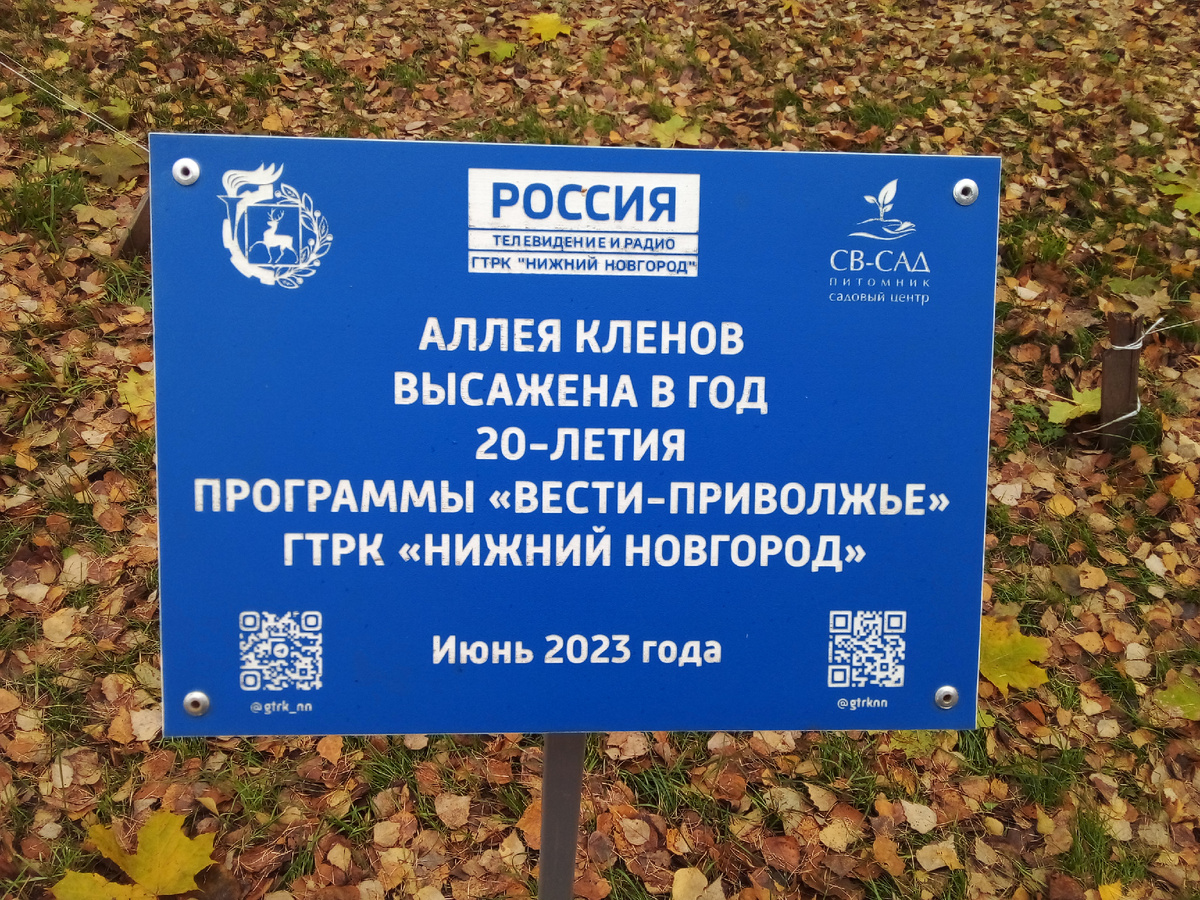 РОССИЯ
ТЕЛЕВИДЕНИЕ И РАДИО
ГТРК "НИЖНИЙ НОВГОРОД"
СВ-САД
ПИТОМНИК
садовый центр
АЛЛЕЯ КЛЕНОВ
ВЫСАЖЕНА В ГОД
20-ЛЕТИЯ
ПРОГРАММЫ «ВЕСТИ-ПРИВОЛЖЬЕ»
ГТРК «НИЖНИЙ НОВГОРОД»
Июнь 2023 года
@gtrk_nn
@gtrknn